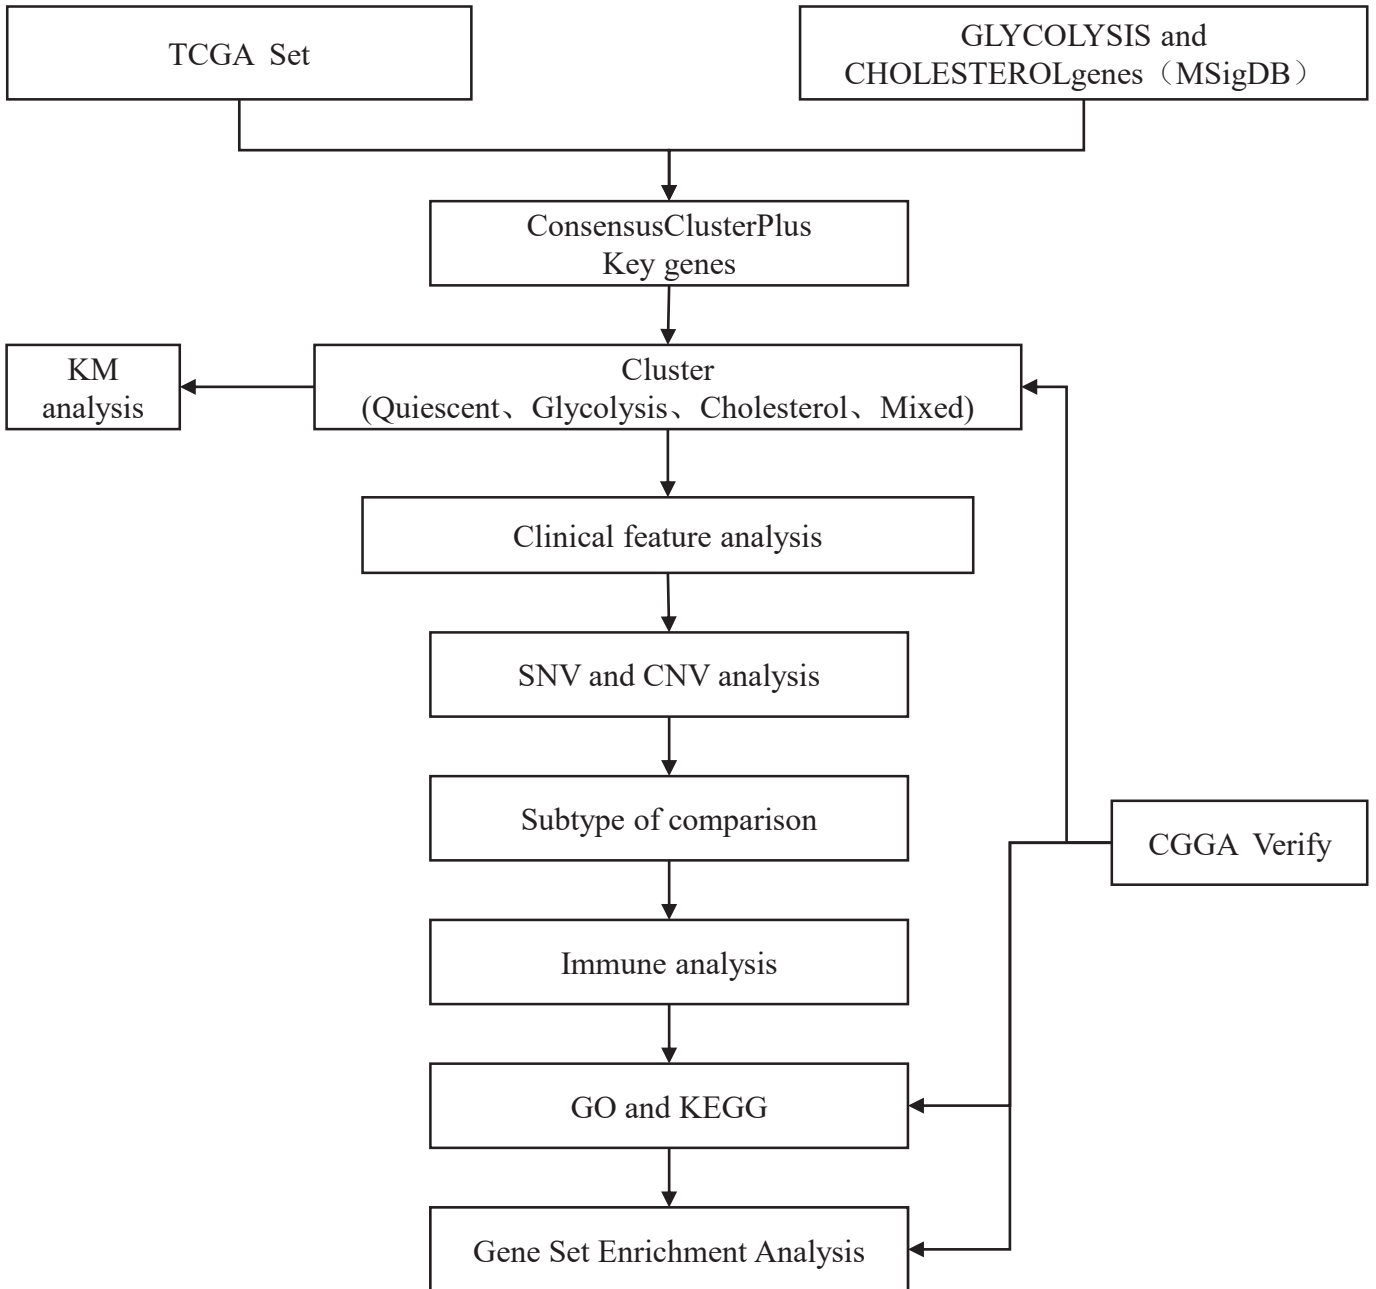 TCGA Set
GLYCOLYSIS and
CHOLESTEROLgenes（MSigDB）
ConsensusClusterPlus
Key genes
KM
analysis
Cluster
(Quiescent、Glycolysis、Cholesterol、Mixed)
Clinical feature analysis
SNV and CNV analysis
Subtype of comparison
CGGA Verify
Immune analysis
GO and KEGG
Gene Set Enrichment Analysis